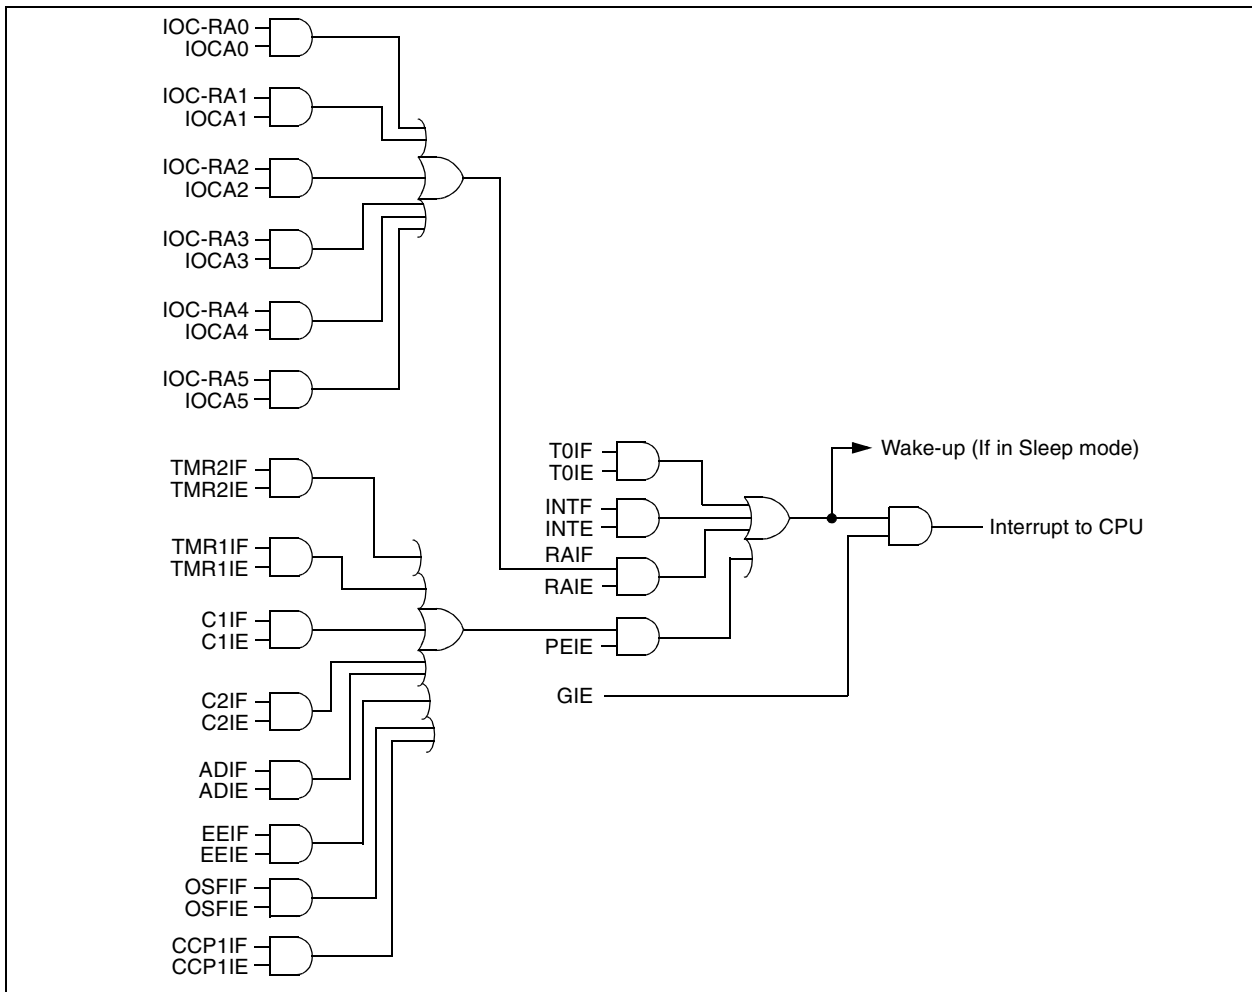 IOC-RA0
IOCA0
IOC-RA1
IOCA1
IOC-RA2
IOCA2
IOC-RA3
IOCA3
IOC-RA4
IOCA4
IOC-RA5
IOCA5
TMR2IF
TMR2IE
TMR1IF
TMR1IE
C1IF
C1IE
C2IF
C2IE
ADIF
ADIE
EEIF
EEIE
OSFIF
OSFIE
CCP1IF
CCP1IE
T0IF
T0IE
INTF
INTE
RAIF
RAIE
PEIE
GIE
Wake-up (If in Sleep mode)
Interrupt to CPU